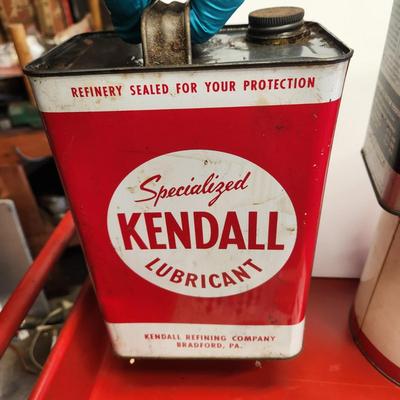 REFINERY SEALED FOR YOUR PROTECTION
Specialized
KENDALL
LUBRICANT
KENDALL REFINING COMPANY
BRADFORD, PA.